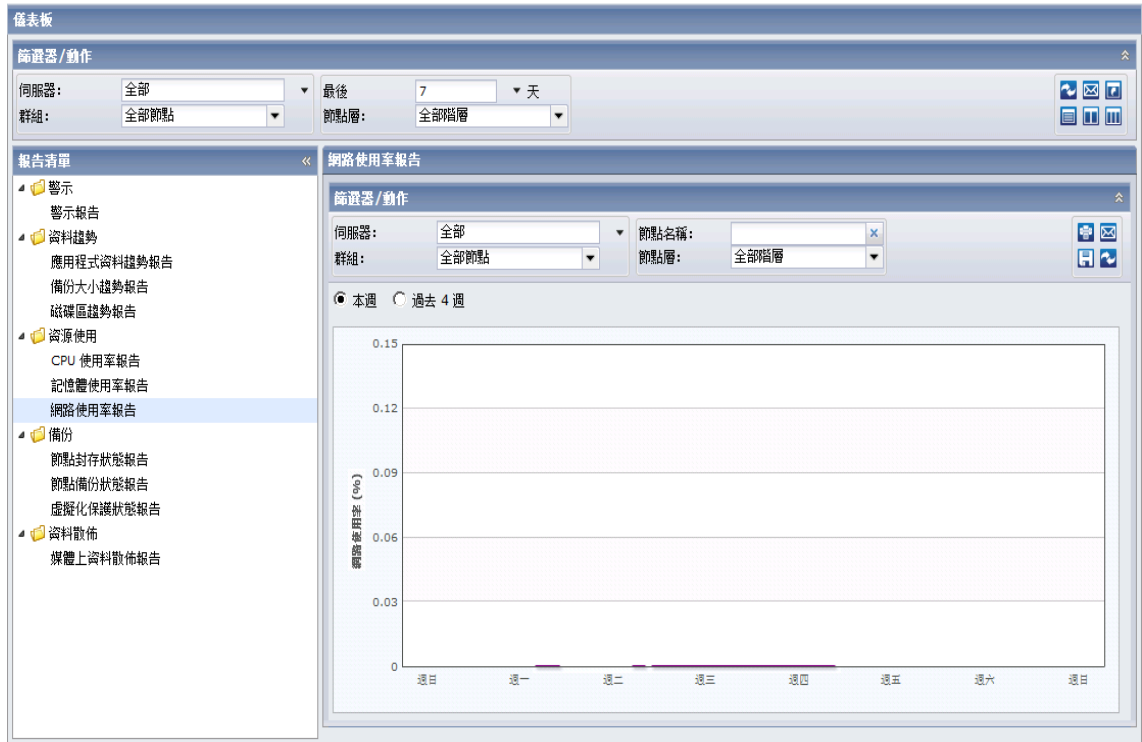 儀表板
篩選器/動作
伺服器: 全部 最後 7 天
群組: 全部節點 節點層: 全部階層
報告清單
警示
警示報告
資料趨勢
應用程式資料趨勢報告
備份大小趨勢報告
磁碟區趨勢報告
資源使用
CPU 使用率報告
記憶體使用率報告
網路使用率報告
備份
節點封存狀態報告
節點備份狀態報告
虛擬化保護狀態報告
資料散佈
媒體上資料散佈報告
網路使用率報告
篩選器/動作
伺服器: 全部 節點名稱:
群組: 全部節點 節點層: 全部階層
本週 過去 4 週
網路使用率 (%)
0.15
0.12
0.09
0.06
0.03
0
週日 週一 週二 週三 週四 週五 週六 週日